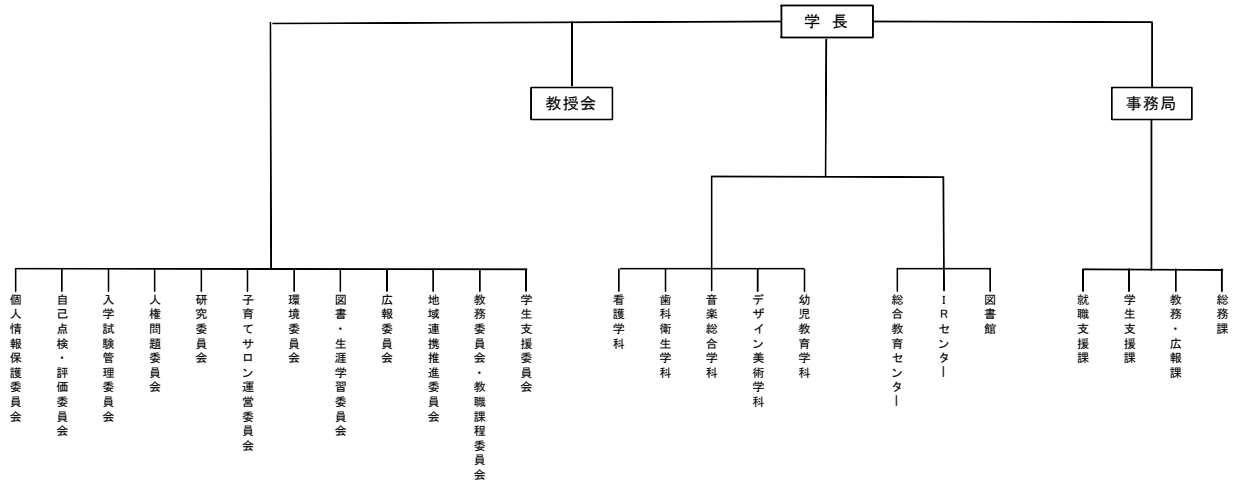 学長
教授会
事務局
個人情報保護委員会
自己点検・評価委員会
入学試験管理委員会
人権問題委員会
研究委員会
子育てサロン運営委員会
環境委員会
図書・生涯学習委員会
広報委員会
地域連携推進委員会
教務委員会・教職課程委員会
学生支援委員会
看護学科
歯科衛生学科
音楽総合学科
デザイン美術学科
幼児教育学科
総合教育センター
IRセンター
図書館
就職支援課
学生支援課
教務・広報課
総務課